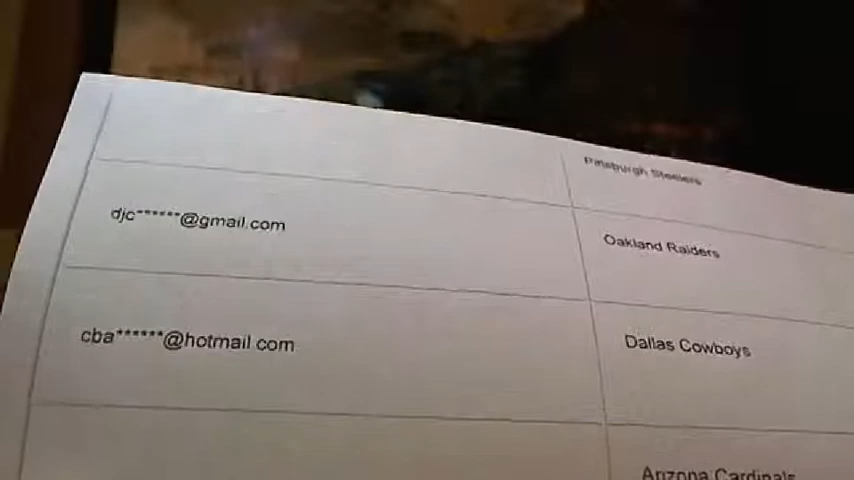 Pittsburgh Steelers
djc******@gmail.com
Oakland Raiders
cba******@hotmail.com
Dallas Cowboys
Arizona Cardinals